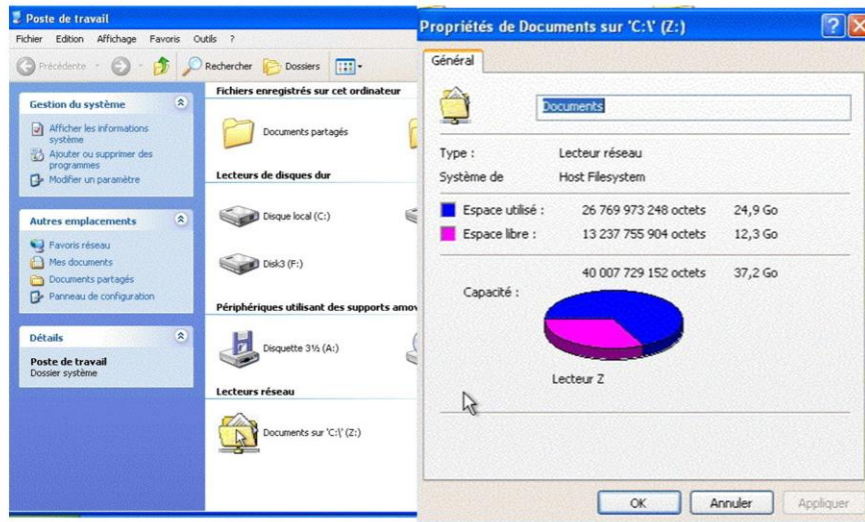 Poste de travail
Fichier Edition Affichage Favoris Outils ?
Précédente Rechercher Dossiers
Gestion du système
Afficher les informations
système
Ajouter ou supprimer des
programmes
Modifier un paramètre
Autres emplacements
Favoris réseau
Mes documents
Documents partagés
Panneau de configuration
Détails
Poste de travail
Dossier système
Fichiers enregistrés sur cet ordinateur
Documents partagés
Lecteurs de disques dur
Disque local (C:)
Disk3 (F:)
Périphériques utilisant des supports amov
Disquette 3½ (A:)
Lecteurs réseau
Documents sur 'C:\' (Z:)
Propriétés de Documents sur 'C:\' (Z:)
Général
Documents
Type : Lecteur réseau
Système de Host Filesystem
Espace utilisé : 26 769 973 248 octets 24,9 Go
Espace libre : 13 237 755 904 octets 12,3 Go
Capacité : 40 007 729 152 octets 37,2 Go
Lecteur Z
OK Annuler Appliquer